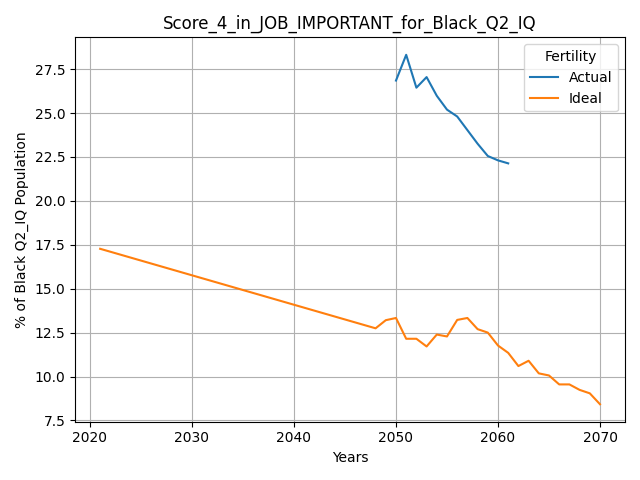 Score_4_in_JOB_IMPORTANT_for_Black_Q2_IQ
Fertility
Actual
Ideal
% of Black Q2_IQ Population
27.5
25.0
22.5
20.0
17.5
15.0
12.5
10.0
7.5
2020 2030 2040 2050 2060 2070
Years